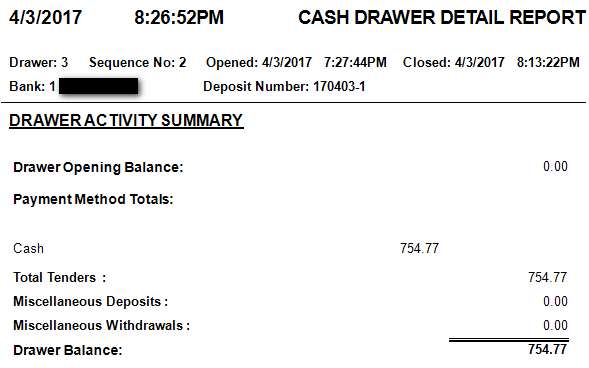 4/3/2017 8:26:52PM CASH DRAWER DETAIL REPORT
Drawer: 3 Sequence No: 2 Opened: 4/3/2017 7:27:44PM Closed: 4/3/2017 8:13:22PM
Bank: 1 Deposit Number: 170403-1
DRAWER ACTIVITY SUMMARY
Drawer Opening Balance: 0.00
Payment Method Totals:
Cash 754.77
Total Tenders : 754.77
Miscellaneous Deposits : 0.00
Miscellaneous Withdrawals : 0.00
Drawer Balance: 754.77